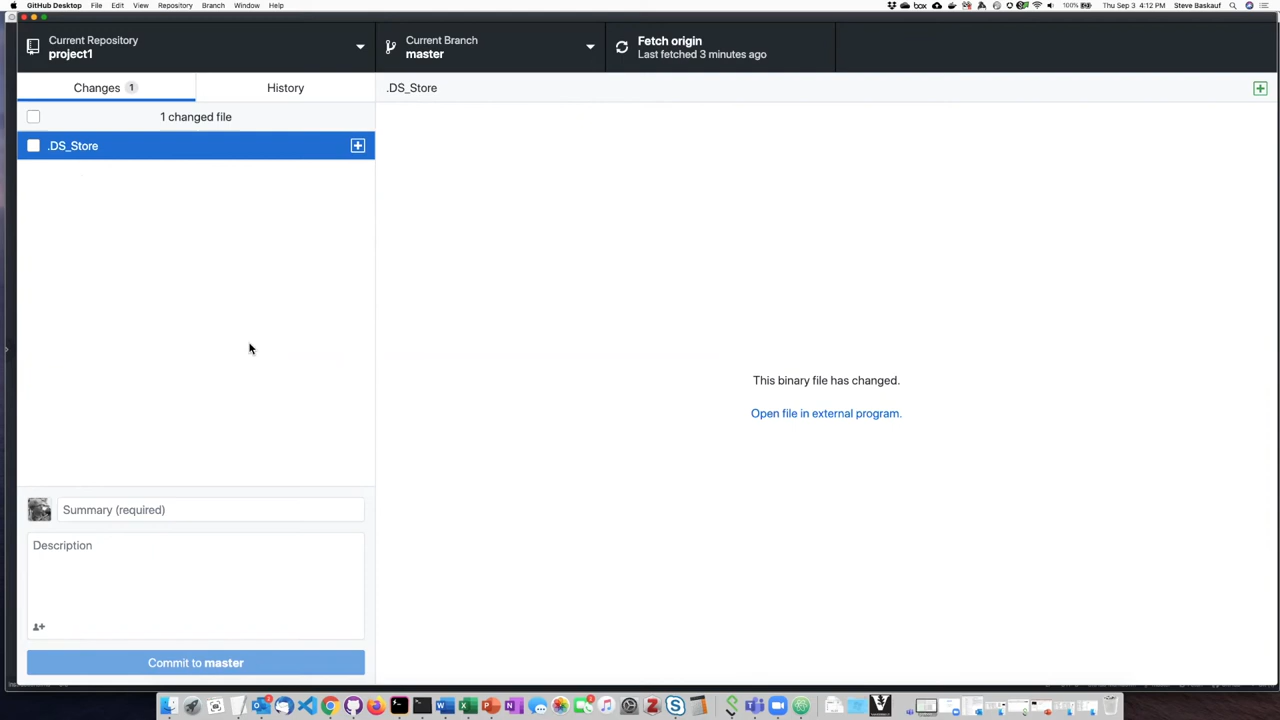 GitHub Desktop File Edit View Repository Branch Window Help
box 100% Thu Sep 3 4:12 PM Steve Baskauf
Current Repository
project1
Current Branch
master
Fetch origin
Last fetched 3 minutes ago
Changes 1
History
.DS_Store
1 changed file
.DS_Store
This binary file has changed.
Open file in external program.
Summary (required)
Description
Commit to master